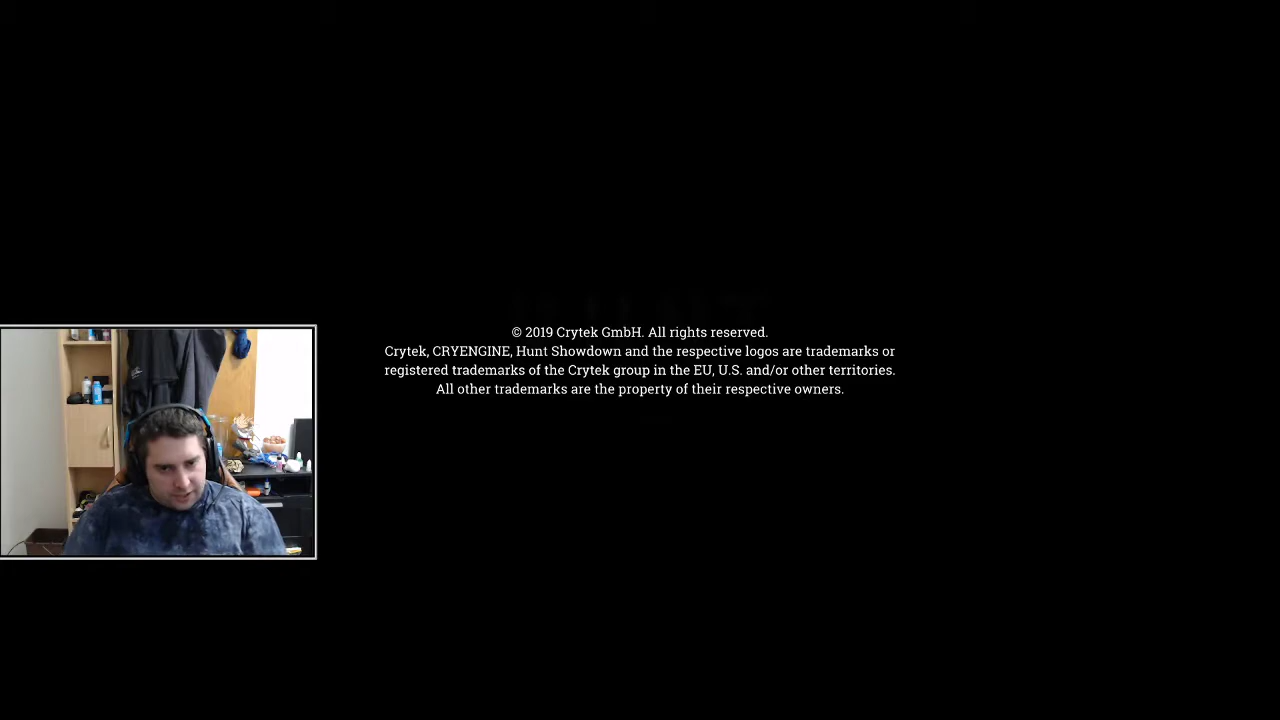 © 2019 Crytek GmbH. All rights reserved.
Crytek, CRYENGINE, Hunt Showdown and the respective logos are trademarks or
registered trademarks of the Crytek group in the EU, U.S. and/or other territories.
All other trademarks are the property of their respective owners.